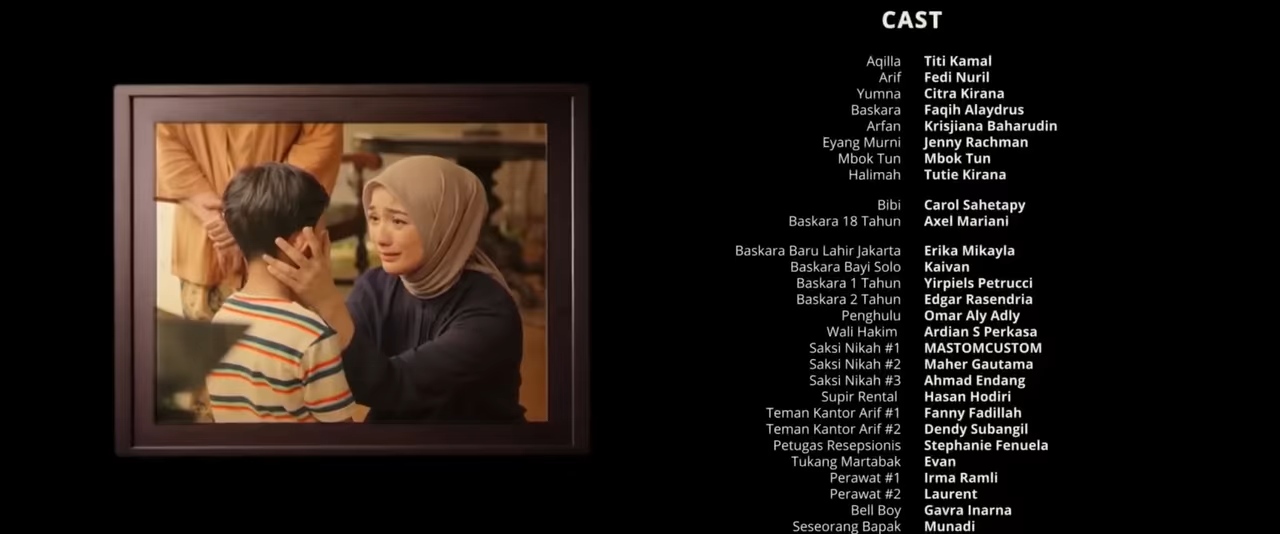 CAST
Aqilla Titi Kamal
Arif Fedi Nuril
Yumna Citra Kirana
Baskara Faqih Alaydrus
Arfan Krisjiana Baharudin
Eyang Murni Jenny Rachman
Mbok Tun Mbok Tun
Halimah Tutie Kirana
Bibi Carol Sahetapy
Baskara 18 Tahun Axel Mariani
Baskara Baru Lahir Jakarta Erika Mikayla
Baskara Bayi Solo Kaivan
Baskara 1 Tahun Yirpiels Petrucci
Baskara 2 Tahun Edgar Rasendria
Penghulu Omar Aly Adly
Wali Hakim Ardian S Perkasa
Saksi Nikah #1 MASTOMCUSTOM
Saksi Nikah #2 Maher Gautama
Saksi Nikah #3 Ahmad Endang
Supir Rental Hasan Hodiri
Teman Kantor Arif #1 Fanny Fadillah
Teman Kantor Arif #2 Dendy Subangil
Petugas Resepsionis Stephanie Fenuela
Tukang Martabak Evan
Perawat #1 Irma Ramli
Perawat #2 Laurent
Bell Boy Gavra Inarna
Seseorang Bapak Munadi